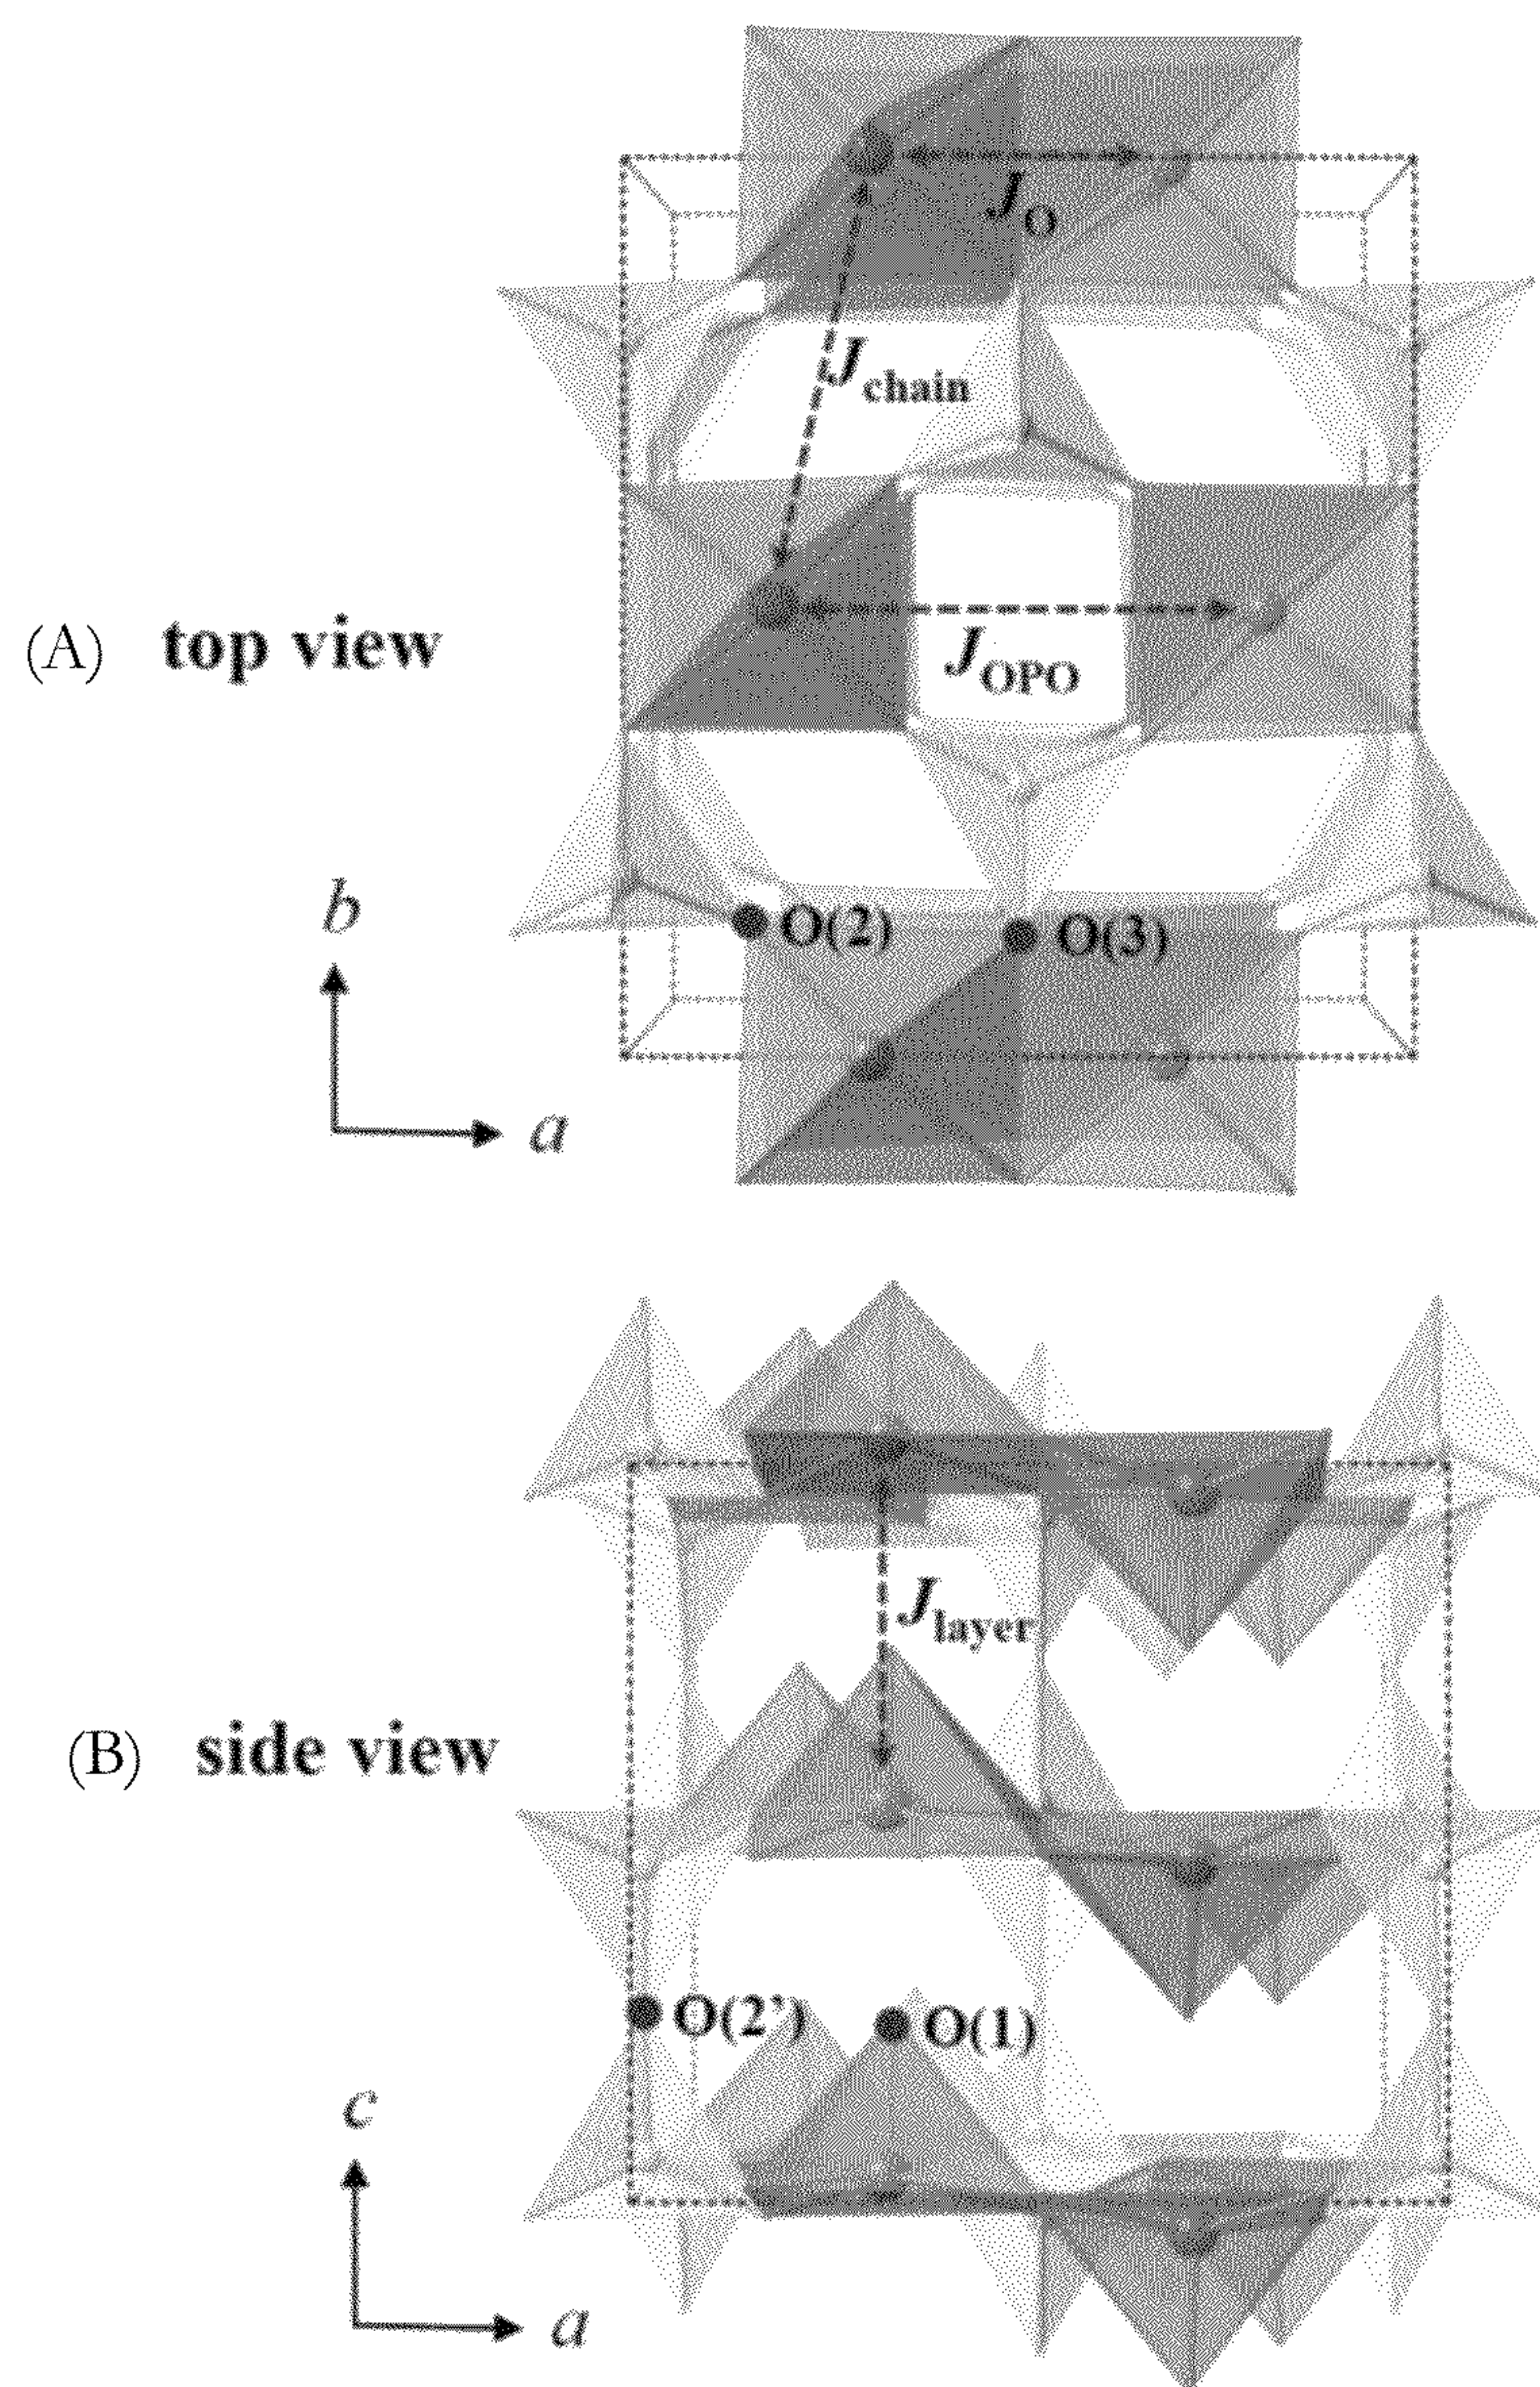 J_O
J_chain
(A) top view
J_OPO
b
O(2) O(3)
a
J_layer
(B) side view
O(2') O(1)
c
a